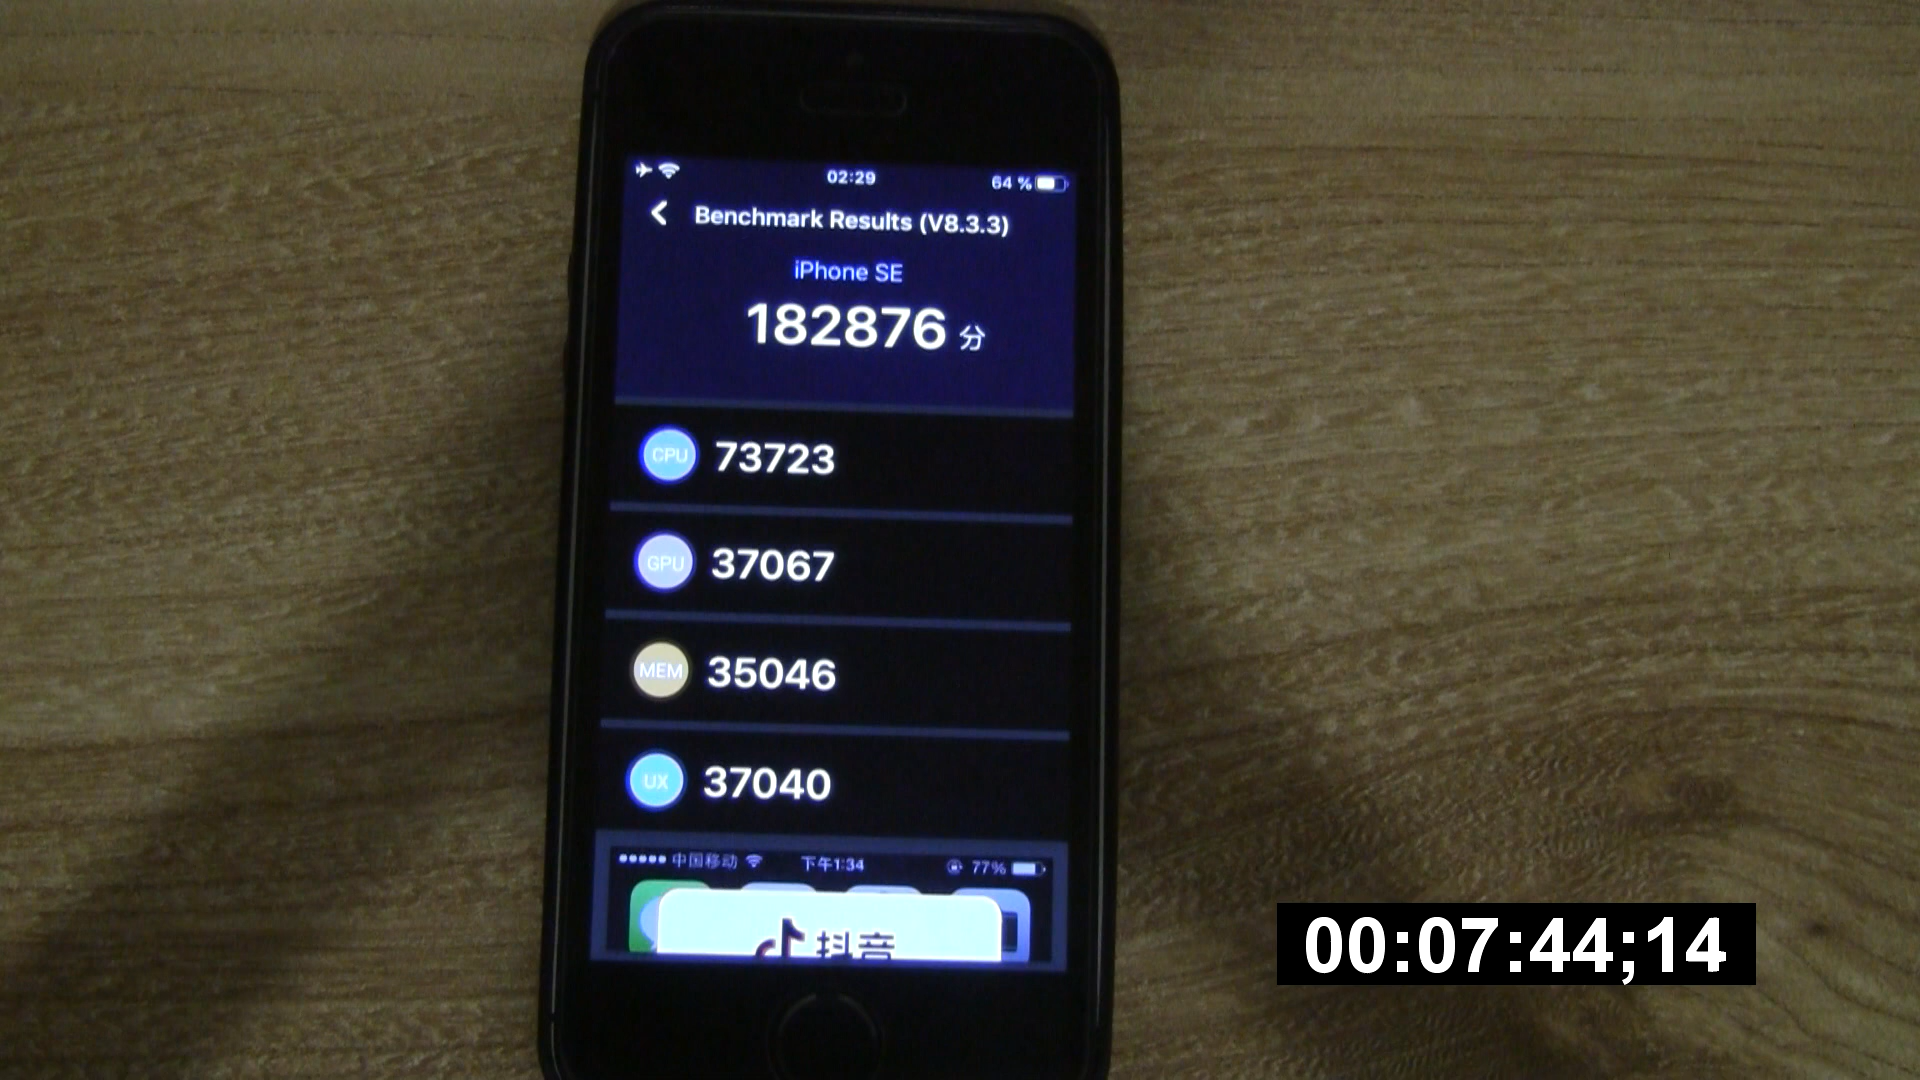 02:29
64 %
Benchmark Results (V8.3.3)
iPhone SE
182876 分
CPU 73723
GPU 37067
MEM 35046
UX 37040
中国移动 下午1:34 77%
抖音
00:07:44;14